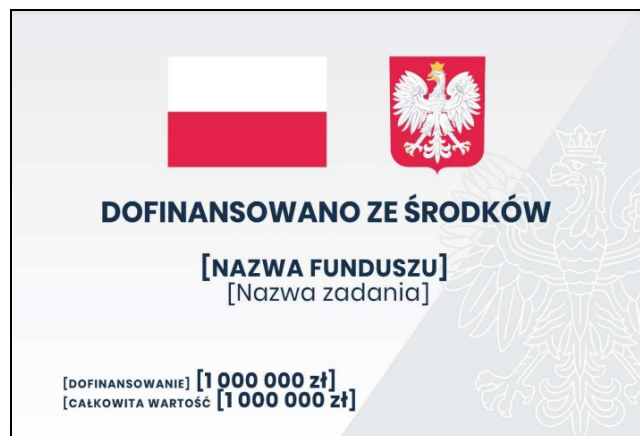 DOFINANSOWANO ZE ŚRODKÓW
[NAZWA FUNDUSZU]
[Nazwa zadania]
[DOFINANSOWANIE] [1 000 000 zł]
[CAŁKOWITA WARTOŚĆ [1 000 000 zł]